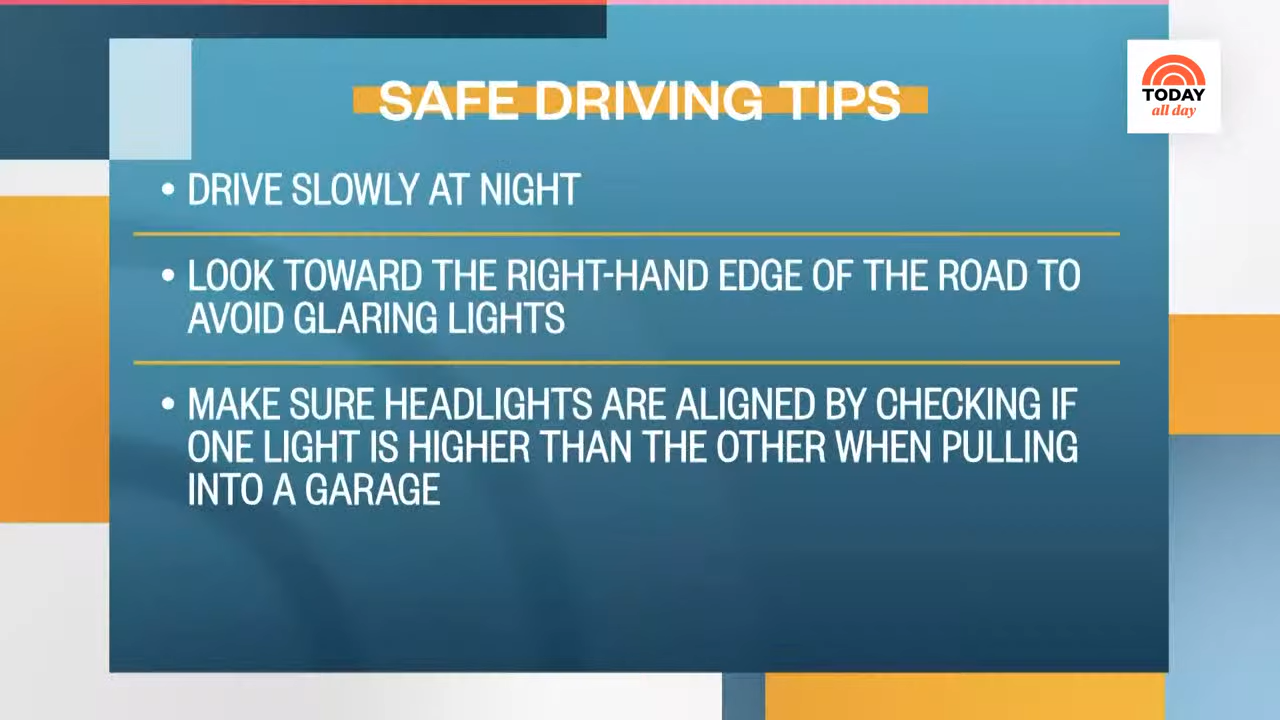 SAFE DRIVING TIPS
TODAY
all day
• DRIVE SLOWLY AT NIGHT
• LOOK TOWARD THE RIGHT-HAND EDGE OF THE ROAD TO
AVOID GLARING LIGHTS
• MAKE SURE HEADLIGHTS ARE ALIGNED BY CHECKING IF
ONE LIGHT IS HIGHER THAN THE OTHER WHEN PULLING
INTO A GARAGE